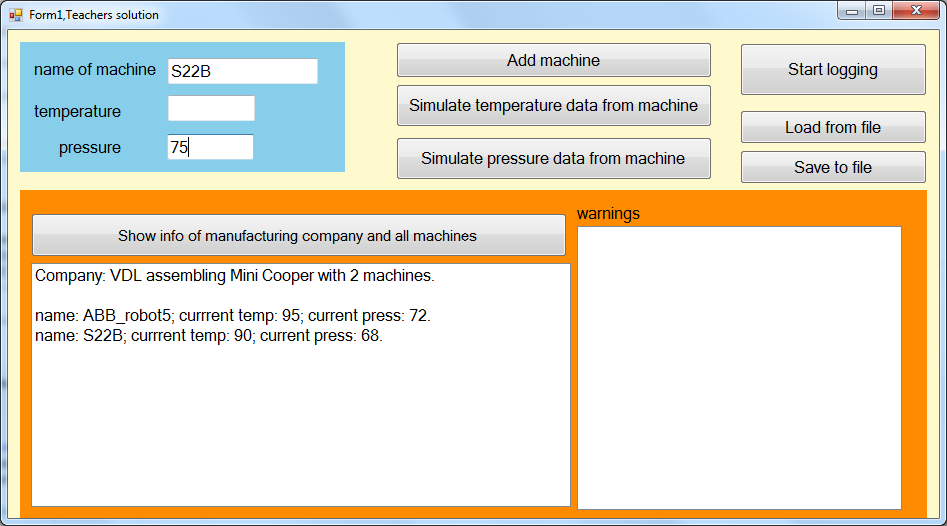 Form1,Teachers solution
name of machine S22B
temperature
pressure 75
Add machine
Simulate temperature data from machine
Simulate pressure data from machine
Start logging
Load from file
Save to file
Show info of manufacturing company and all machines
Company: VDL assembling Mini Cooper with 2 machines.
name: ABB_robot5; currrent temp: 95; current press: 72.
name: S22B; currrent temp: 90; current press: 68.
warnings